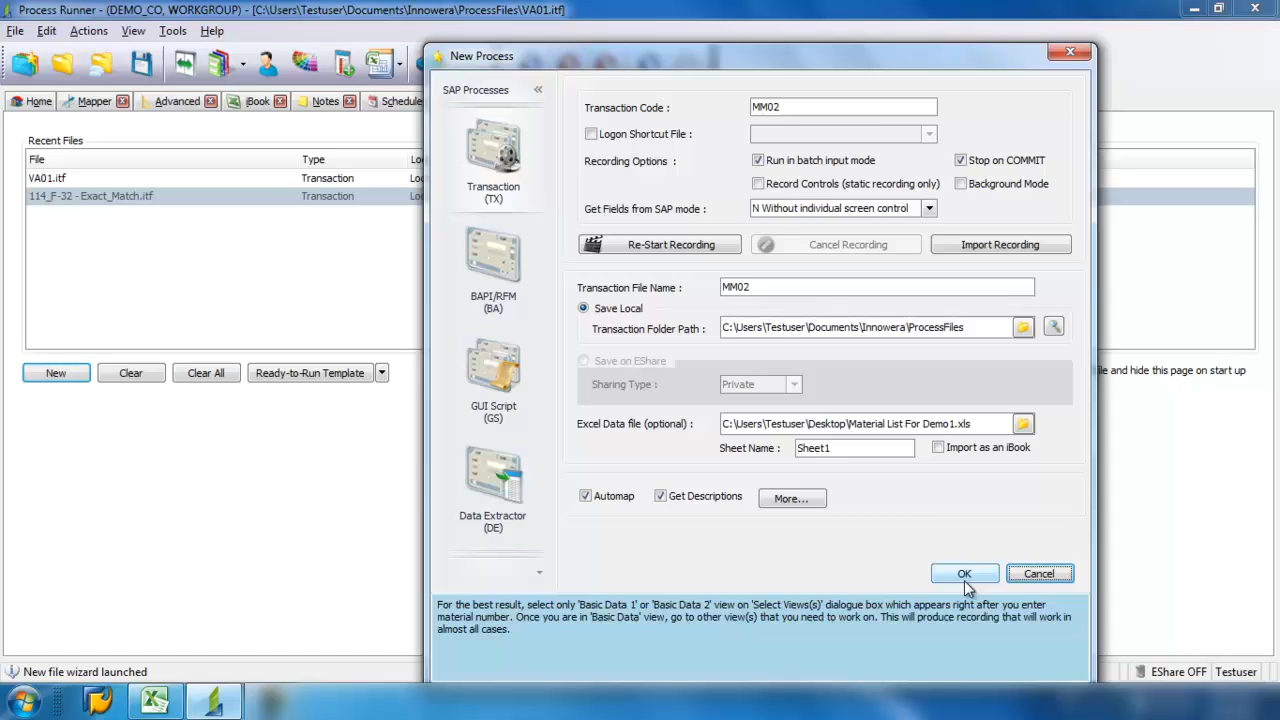 Process Runner - (DEMO_CO, WORKGROUP) - [C:\Users\Testuser\Documents\Innowera\ProcessFiles\VA01.itf]
File Edit Actions View Tools Help
Home Mapper Advanced iBook Notes Schedule
Recent Files
File Type
VA01.itf Transaction
114_F-32 - Exact_Match.itf Transaction
New Clear Clear All Ready-to-Run Template
file and hide this page on start up
New Process
SAP Processes «
Transaction
(TX)
BAPI/RFM
(BA)
GUI Script
(GS)
Data Extractor
(DE)
Transaction Code : MM02
Logon Shortcut File :
Recording Options : Run in batch input mode Stop on COMMIT
Record Controls (static recording only) Background Mode
Get Fields from SAP mode : N Without individual screen control
Re-Start Recording Cancel Recording Import Recording
Transaction File Name : MM02
Save Local
Transaction Folder Path : C:\Users\Testuser\Documents\Innowera\ProcessFiles
Save on EShare
Sharing Type : Private
Excel Data file (optional) : C:\Users\Testuser\Desktop\Material List For Demo1.xls
Sheet Name : Sheet1 Import as an iBook
Automap Get Descriptions More...
OK Cancel
For the best result, select only 'Basic Data 1' or 'Basic Data 2' view on 'Select Views(s)' dialogue box which appears right after you enter
material number. Once you are in 'Basic Data' view, go to other view(s) that you need to work on. This will produce recording that will work in
almost all cases.
New file wizard launched EShare OFF Testuser